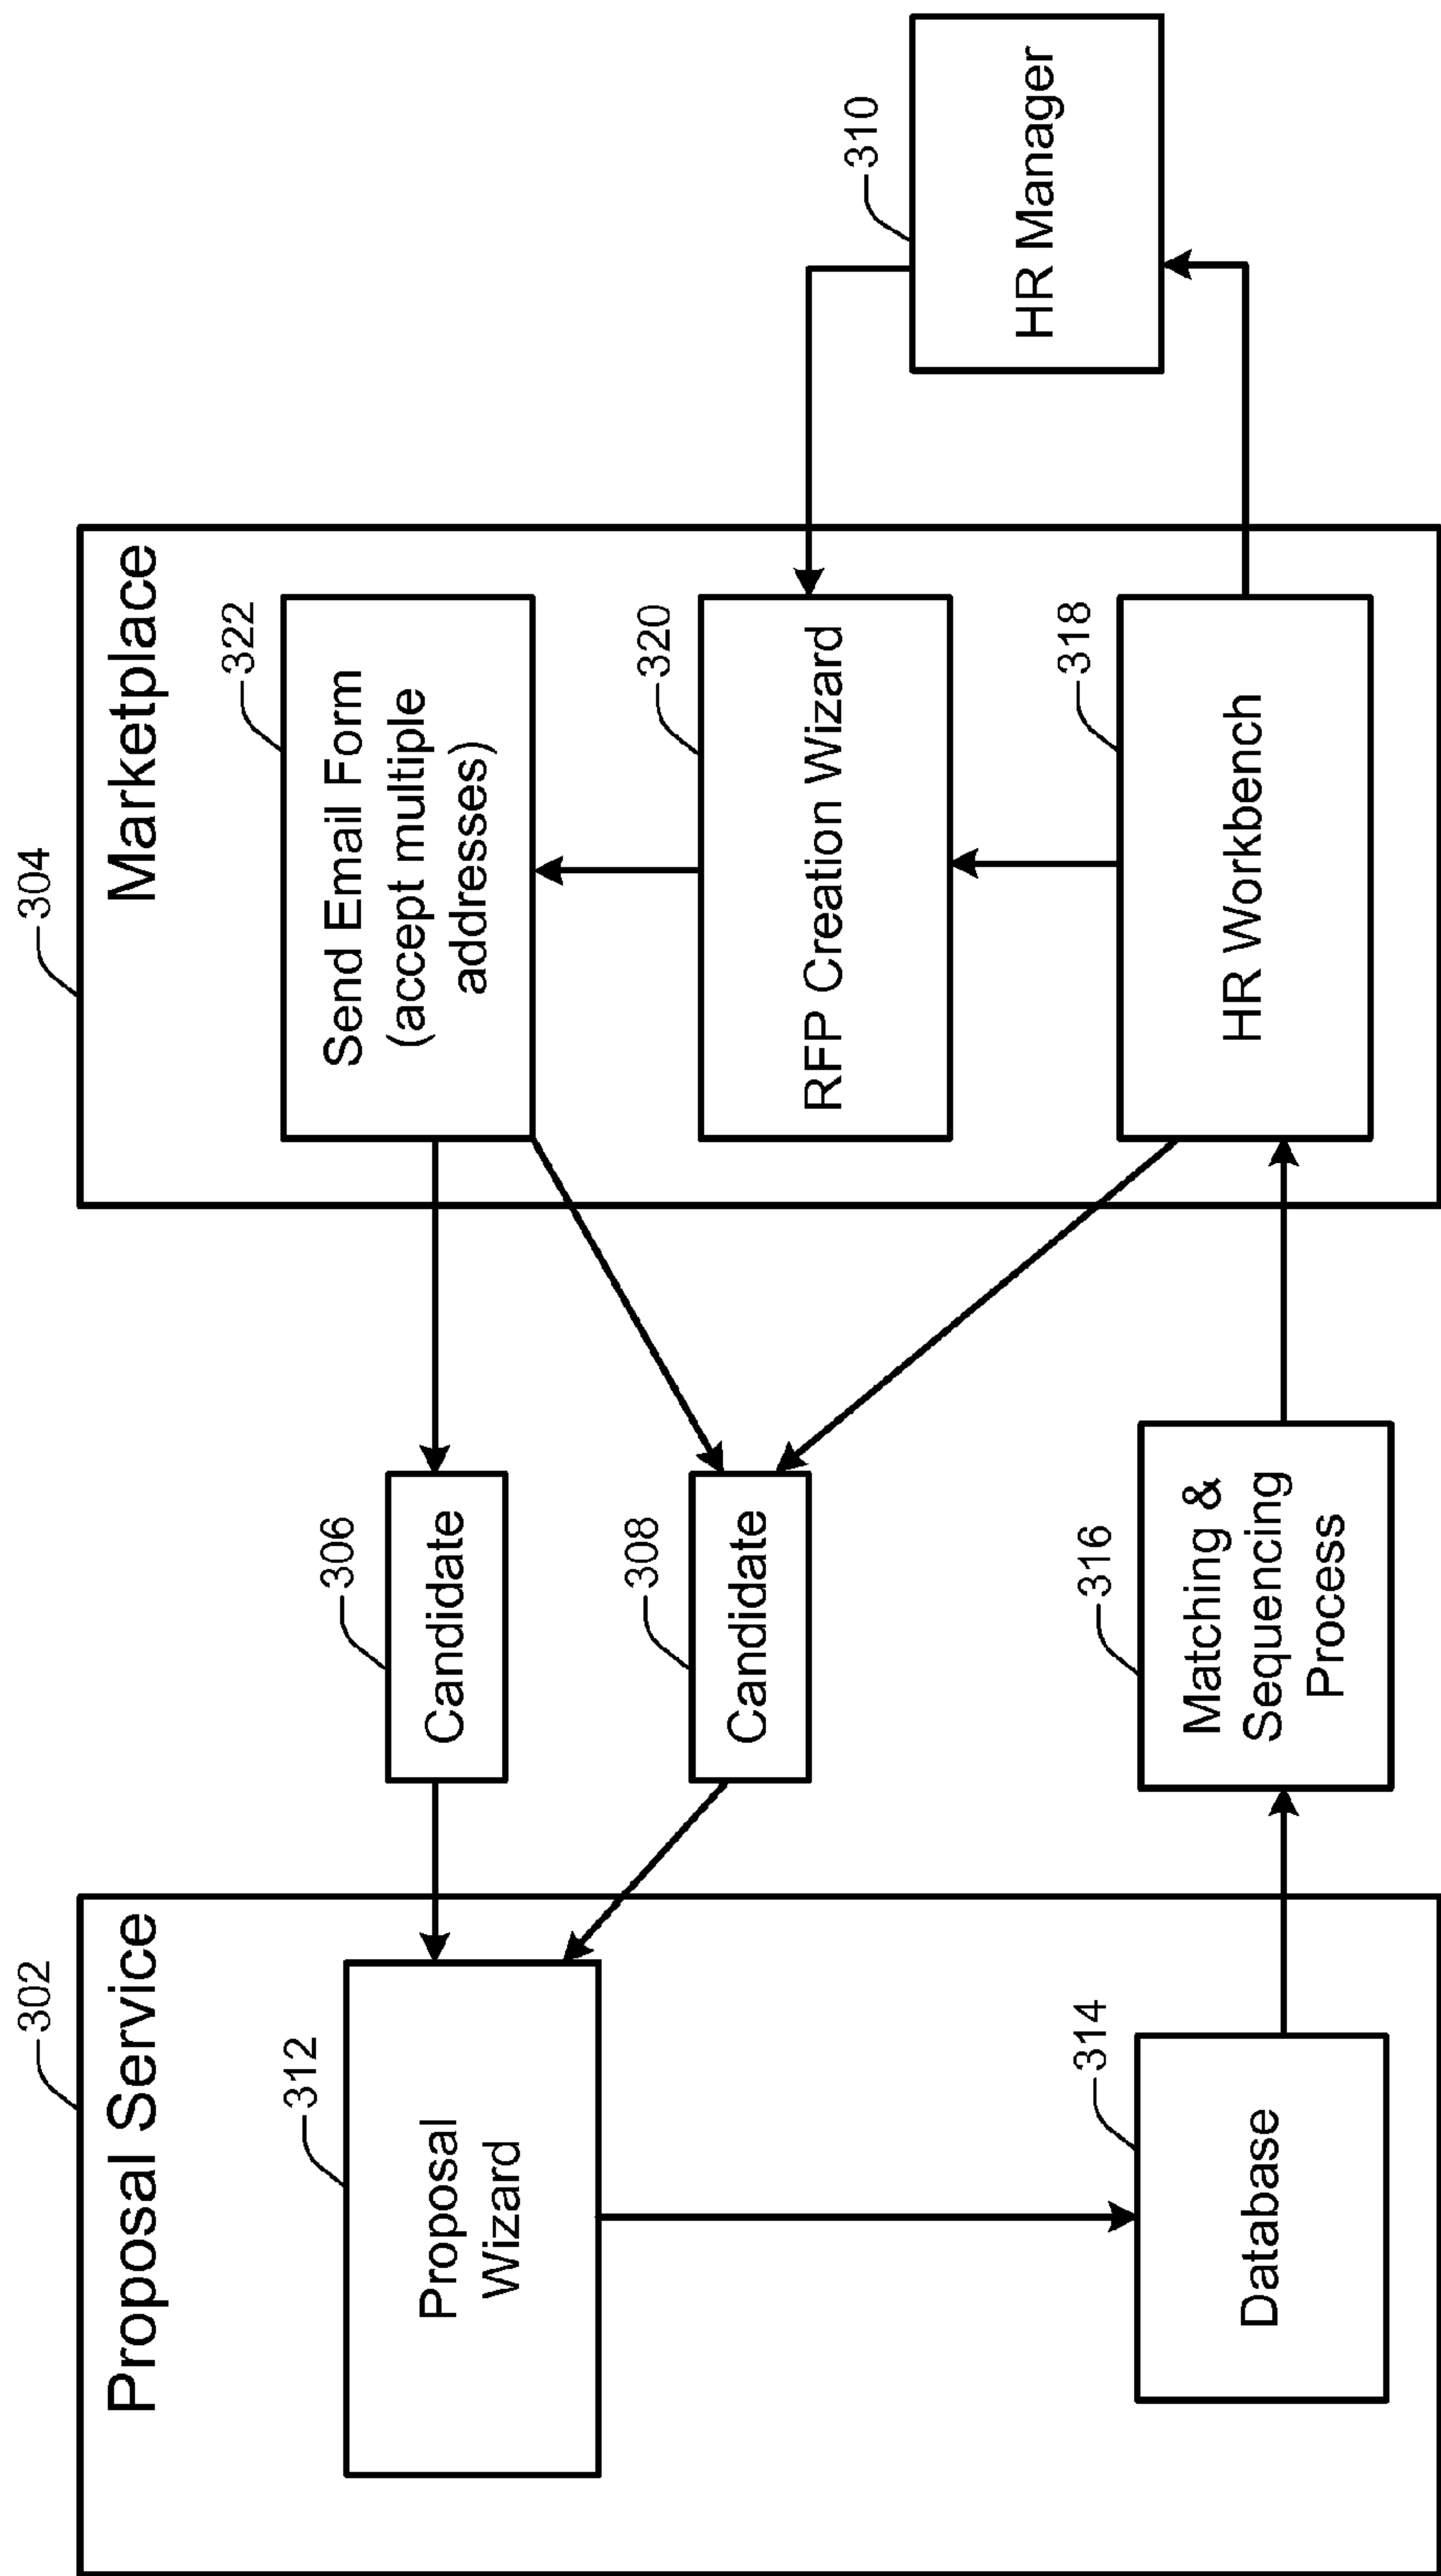 302
Proposal Service
312
Proposal
Wizard
314
Database
306
Candidate
308
Candidate
316
Matching &
Sequencing
Process
304
Marketplace
322
Send Email Form
(accept multiple
addresses)
320
RFP Creation Wizard
318
HR Workbench
310
HR Manager